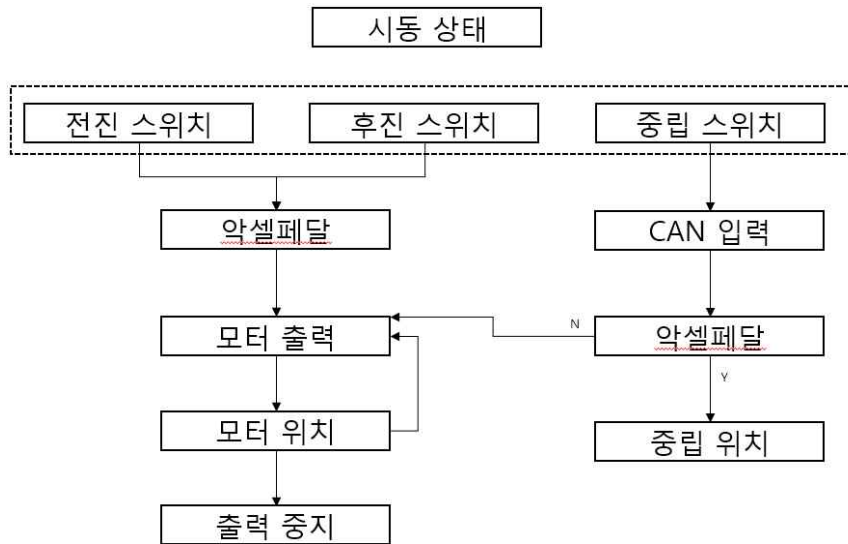 시동 상태
전진 스위치 후진 스위치 중립 스위치
악셀페달 CAN 입력
모터 출력 N 악셀페달
Y
모터 위치 중립 위치
출력 중지